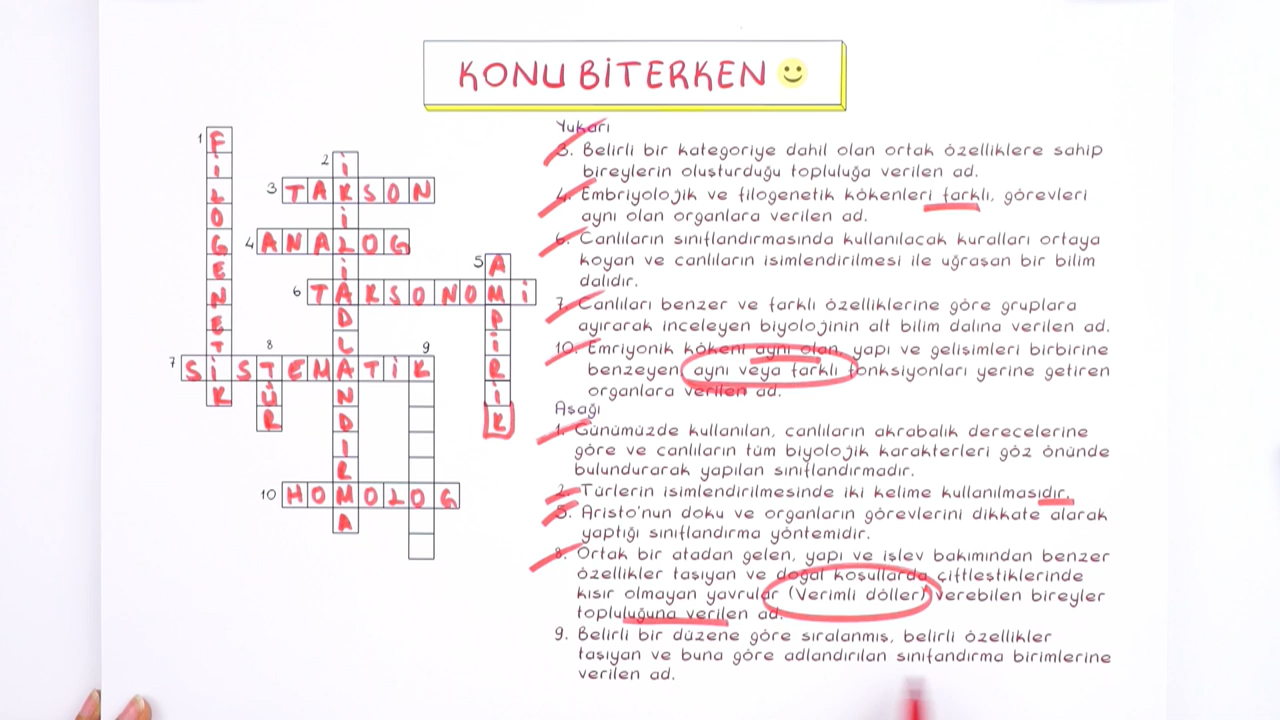 KONU BİTERKEN
Yukarı
3. Belirli bir kategoriye dahil olan ortak özelliklere sahip
bireylerin oluşturduğu topluluğa verilen ad.
4. Embriyolojik ve filogenetik kökenleri farklı, görevleri
aynı olan organlara verilen ad.
6. Canlıların sınıflandırmasında kullanılacak kuralları ortaya
koyan ve canlıların isimlendirilmesi ile uğraşan bir bilim
dalıdır.
7. Canlıları benzer ve farklı özelliklerine göre gruplara
ayırarak inceleyen biyolojinin alt bilim dalına verilen ad.
10. Emriyonik kökeni aynı olan, yapı ve gelişimleri birbirine
benzeyen aynı veya farklı fonksiyonları yerine getiren
organlara verilen ad.
Aşağı
1. Günümüzde kullanılan, canlıların akrabalık derecelerine
göre ve canlıların tüm biyolojik karakterleri göz önünde
bulundurarak yapılan sınıflandırmadır.
2. Türlerin isimlendirilmesinde iki kelime kullanılmasıdır.
5. Aristo'nun doku ve organların görevlerini dikkate alarak
yaptığı sınıflandırma yöntemidir.
8. Ortak bir atadan gelen, yapı ve işlev bakımından benzer
özellikler taşıyan ve doğal koşullarda çiftleştiklerinde
kısır olmayan yavrular (Verimli döller) verebilen bireyler
topluluğuna verilen ad.
9. Belirli bir düzene göre sıralanmış, belirli özellikler
taşıyan ve buna göre adlandırılan sınıfandırma birimlerine
verilen ad.
1 FİLOGENETİK
2 İKİLİADLANDIRMA
3 TAKSON
4 ANALOG
5 AMPİRİK
6 TAKSONOMİ
7 SİSTEMATİK
8 TÜR
9
10 HOMOLOG